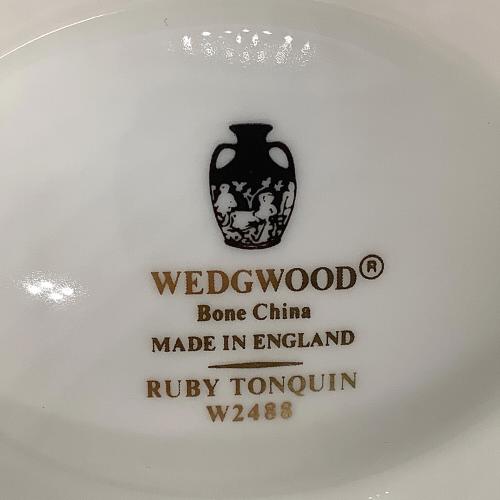 WEDGWOOD®
Bone China
MADE IN ENGLAND
RUBY TONQUIN
W2488